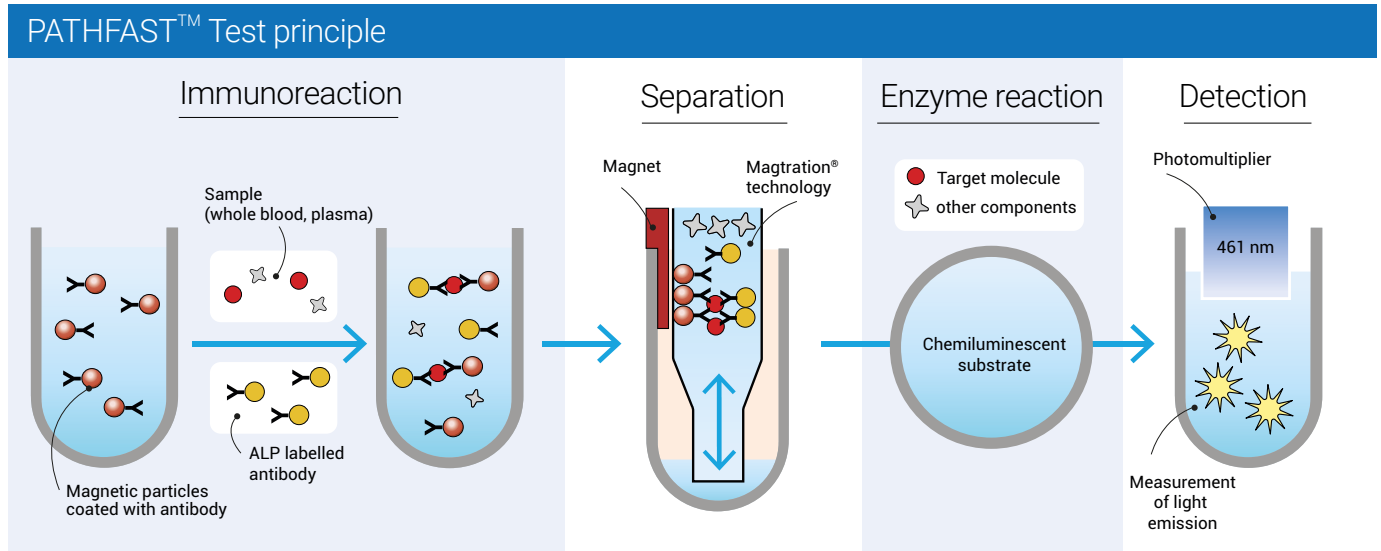 PATHFAST™ Test principle
Immunoreaction
Sample
(whole blood, plasma)
ALP labelled
antibody
Magnetic particles
coated with antibody
Separation
Magnet
Magtration®
technology
Enzyme reaction
Target molecule
other components
Chemiluminescent
substrate
Detection
Photomultiplier
461 nm
Measurement
of light
emission